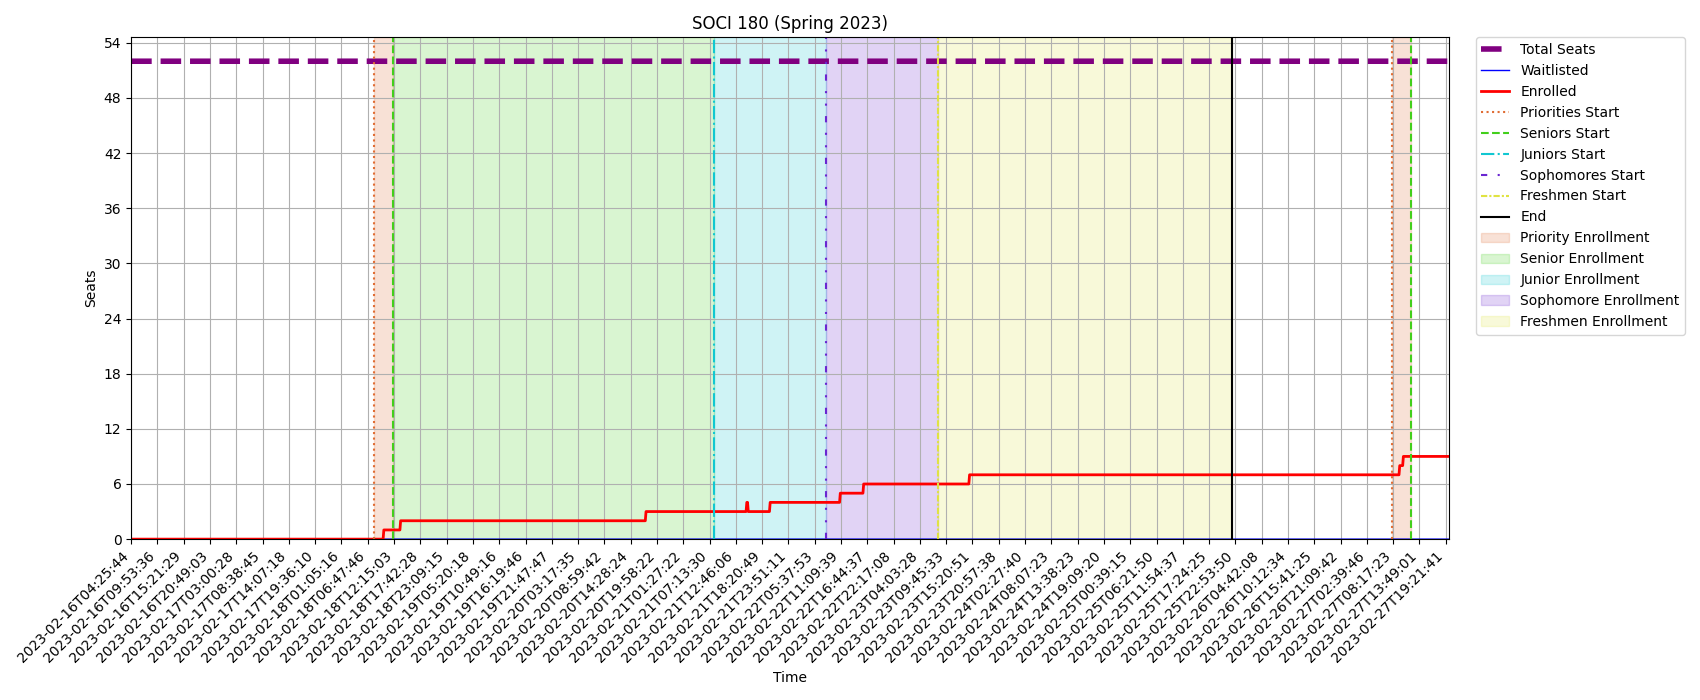 SOCI 180 (Spring 2023)
54
48
42
36
30
24
18
12
6
0
Seats
2023-02-16T04:25:44
2023-02-16T09:53:36
2023-02-16T15:21:29
2023-02-16T20:49:03
2023-02-17T03:00:28
2023-02-17T08:38:45
2023-02-17T14:07:18
2023-02-17T19:36:10
2023-02-18T01:05:16
2023-02-18T06:47:46
2023-02-18T12:15:03
2023-02-18T17:42:28
2023-02-18T23:09:15
2023-02-19T05:20:18
2023-02-19T10:49:16
2023-02-19T16:19:46
2023-02-19T21:47:47
2023-02-20T03:17:35
2023-02-20T08:59:42
2023-02-20T14:28:24
2023-02-20T19:58:22
2023-02-21T01:27:22
2023-02-21T07:13:30
2023-02-21T12:46:06
2023-02-21T18:20:49
2023-02-21T23:51:11
2023-02-22T05:37:53
2023-02-22T11:09:39
2023-02-22T16:44:37
2023-02-22T22:17:08
2023-02-23T04:03:28
2023-02-23T09:45:33
2023-02-23T15:20:51
2023-02-23T20:57:38
2023-02-24T02:27:40
2023-02-24T08:07:23
2023-02-24T13:38:23
2023-02-24T19:09:20
2023-02-25T00:39:15
2023-02-25T06:21:50
2023-02-25T11:54:37
2023-02-25T17:24:25
2023-02-25T22:53:50
2023-02-26T04:42:08
2023-02-26T10:12:34
2023-02-26T15:41:25
2023-02-26T21:09:42
2023-02-27T02:39:46
2023-02-27T08:17:23
2023-02-27T13:49:01
2023-02-27T19:21:41
Time
Total Seats
Waitlisted
Enrolled
Priorities Start
Seniors Start
Juniors Start
Sophomores Start
Freshmen Start
End
Priority Enrollment
Senior Enrollment
Junior Enrollment
Sophomore Enrollment
Freshmen Enrollment